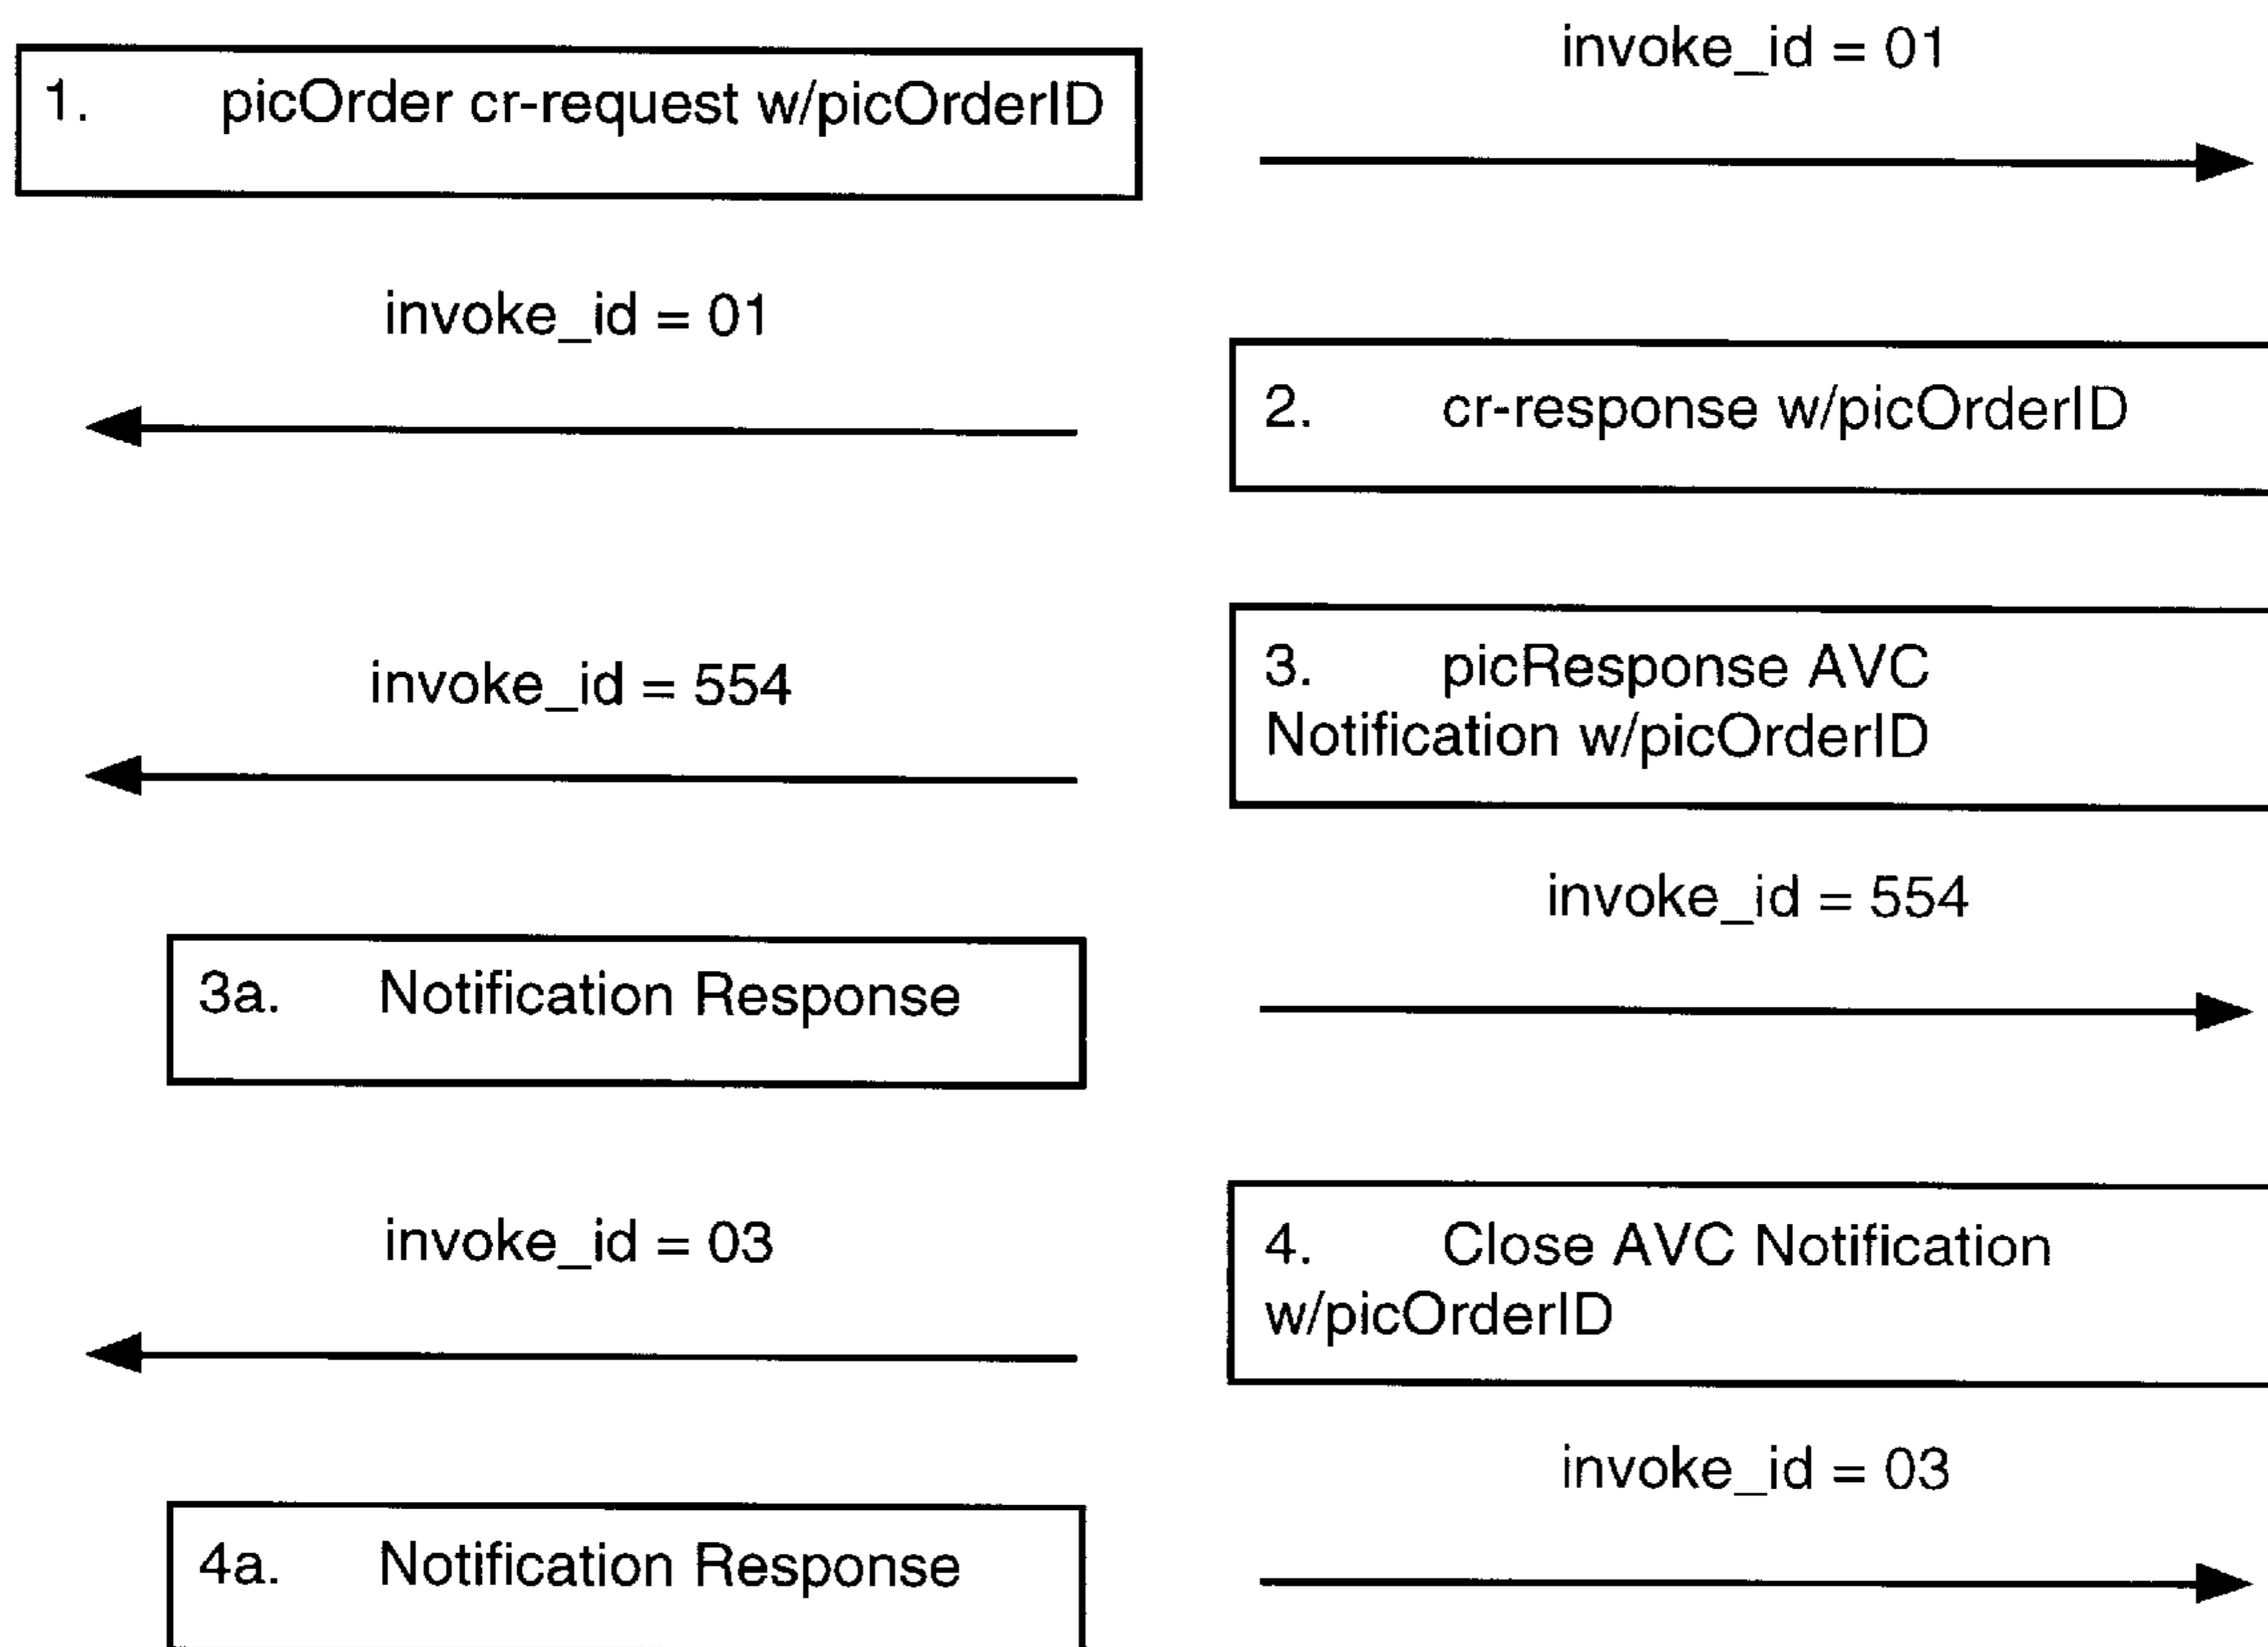 invoke_id = 01
1. picOrder cr-request w/picOrderID
invoke_id = 01
2. cr-response w/picOrderID
3. picResponse AVC
Notification w/picOrderID
invoke_id = 554
invoke_id = 554
3a. Notification Response
4. Close AVC Notification
w/picOrderID
invoke_id = 03
invoke_id = 03
4a. Notification Response